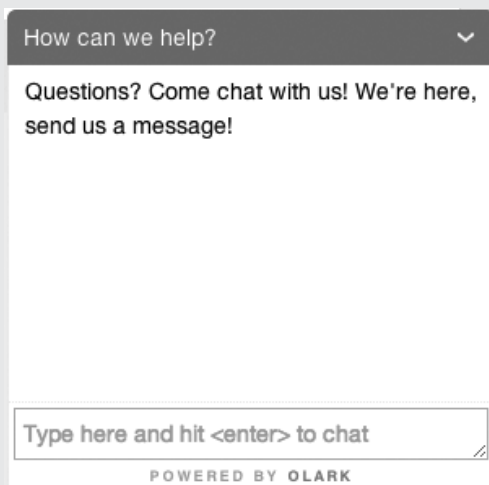 How can we help?
Questions? Come chat with us! We're here,
send us a message!
Type here and hit <enter> to chat
POWERED BY OLARK